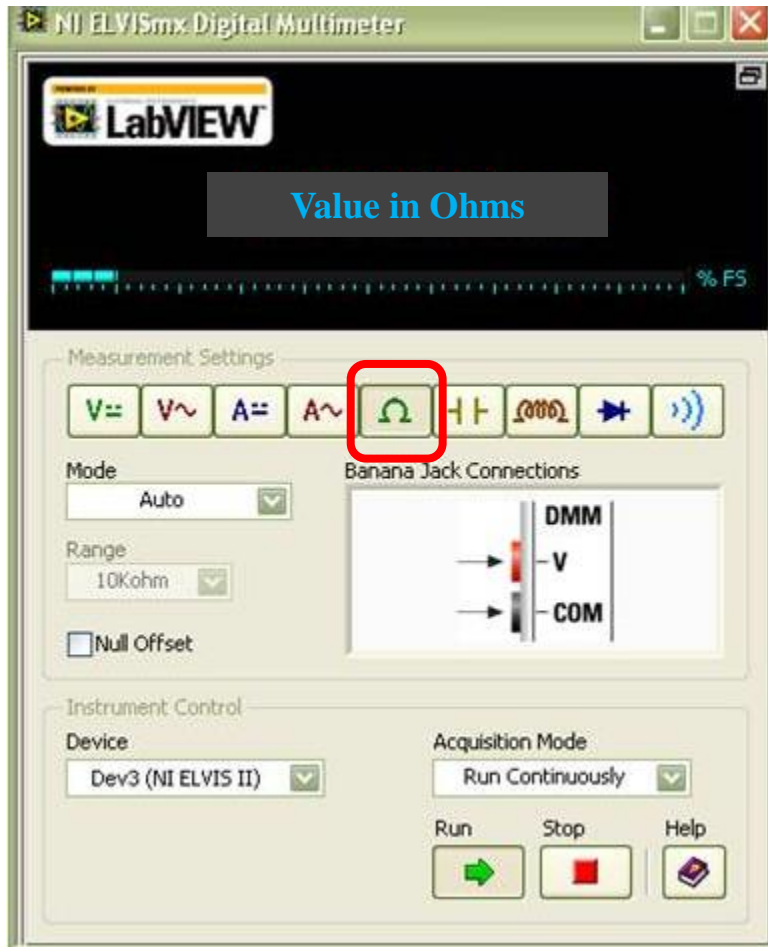 NI ELVISmx Digital Multimeter
LabVIEW™
Value in Ohms
% FS
Measurement Settings
V V A A Ω
Mode
Banana Jack Connections
Auto
DMM
V
COM
Range
10Kohm
Null Offset
Instrument Control
Device
Acquisition Mode
Dev3 (NI ELVIS II)
Run Continuously
Run Stop Help